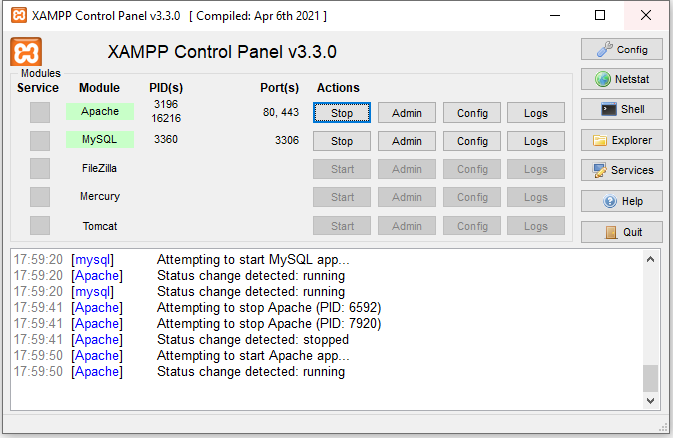 XAMPP Control Panel v3.3.0 [ Compiled: Apr 6th 2021 ]
XAMPP Control Panel v3.3.0
Config
Modules
Service Module PID(s) Port(s) Actions
Netstat
Apache 3196 16216 80, 443 Stop Admin Config Logs
Shell
MySQL 3360 3306 Stop Admin Config Logs
Explorer
FileZilla Start Admin Config Logs
Services
Mercury Start Admin Config Logs
Help
Tomcat Start Admin Config Logs
Quit
17:59:20 [mysql] Attempting to start MySQL app...
17:59:20 [Apache] Status change detected: running
17:59:20 [mysql] Status change detected: running
17:59:41 [Apache] Attempting to stop Apache (PID: 6592)
17:59:41 [Apache] Attempting to stop Apache (PID: 7920)
17:59:41 [Apache] Status change detected: stopped
17:59:50 [Apache] Attempting to start Apache app...
17:59:50 [Apache] Status change detected: running